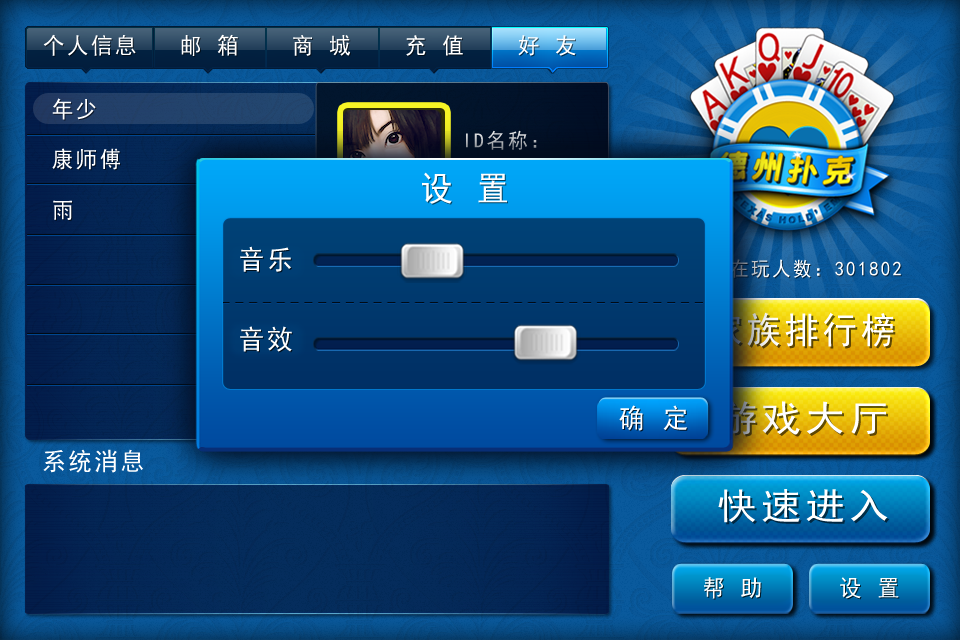 个人信息 邮箱 商城 充值 好友
年少
康师傅
雨
ID名称：
A K Q J 10
德州扑克
HOLD'E
在玩人数：301802
设置
音乐
音效
确定
家族排行榜
游戏大厅
快速进入
帮助 设置
系统消息